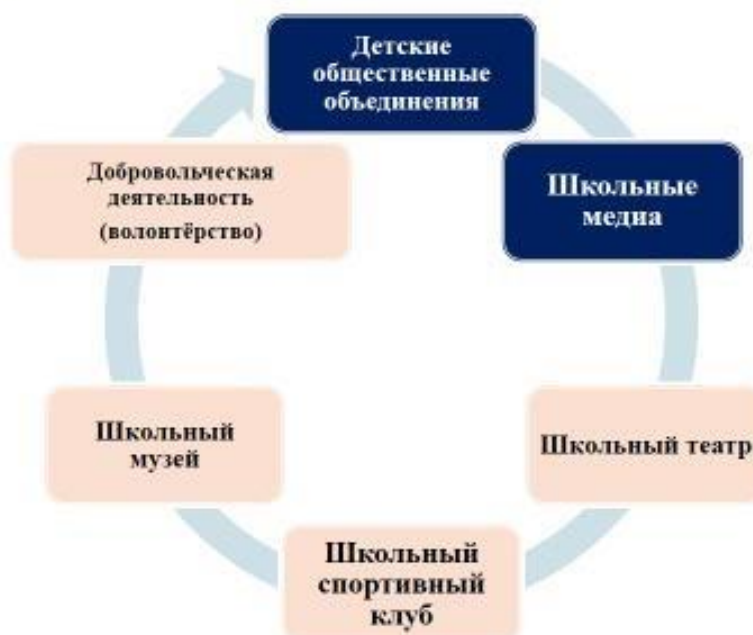 Детские
общественные
объединения
Школьные
медиа
Школьный театр
Школьный
спортивный
клуб
Школьный
музей
Добровольческая
деятельность
(волонтёрство)